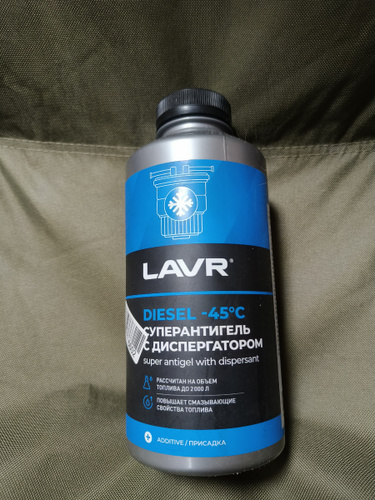 LAVR®
DIESEL -45°C
СУПЕРАНТИГЕЛЬ
С ДИСПЕРГАТОРОМ
super antigel with dispersant
РАССЧИТАН НА ОБЪЕМ
ТОПЛИВА ДО 2000 Л
ПОВЫШАЕТ СМАЗЫВАЮЩИЕ
СВОЙСТВА ТОПЛИВА
ADDITIVE / ПРИСАДКА